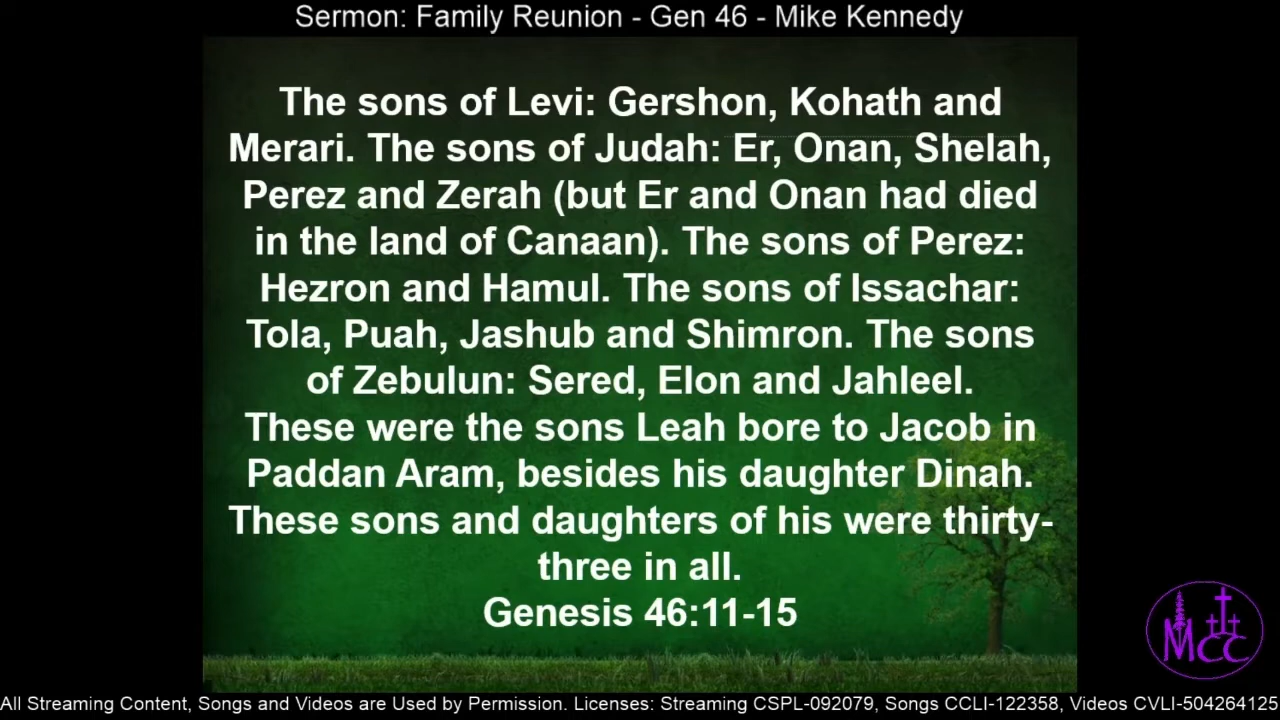 Sermon: Family Reunion - Gen 46 - Mike Kennedy
The sons of Levi: Gershon, Kohath and
Merari. The sons of Judah: Er, Onan, Shelah,
Perez and Zerah (but Er and Onan had died
in the land of Canaan). The sons of Perez:
Hezron and Hamul. The sons of Issachar:
Tola, Puah, Jashub and Shimron. The sons
of Zebulun: Sered, Elon and Jahleel.
These were the sons Leah bore to Jacob in
Paddan Aram, besides his daughter Dinah.
These sons and daughters of his were thirty-
three in all.
Genesis 46:11-15
MCC
All Streaming Content, Songs and Videos are Used by Permission. Licenses: Streaming CSPL-092079, Songs CCLI-122358, Videos CVLI-504264125